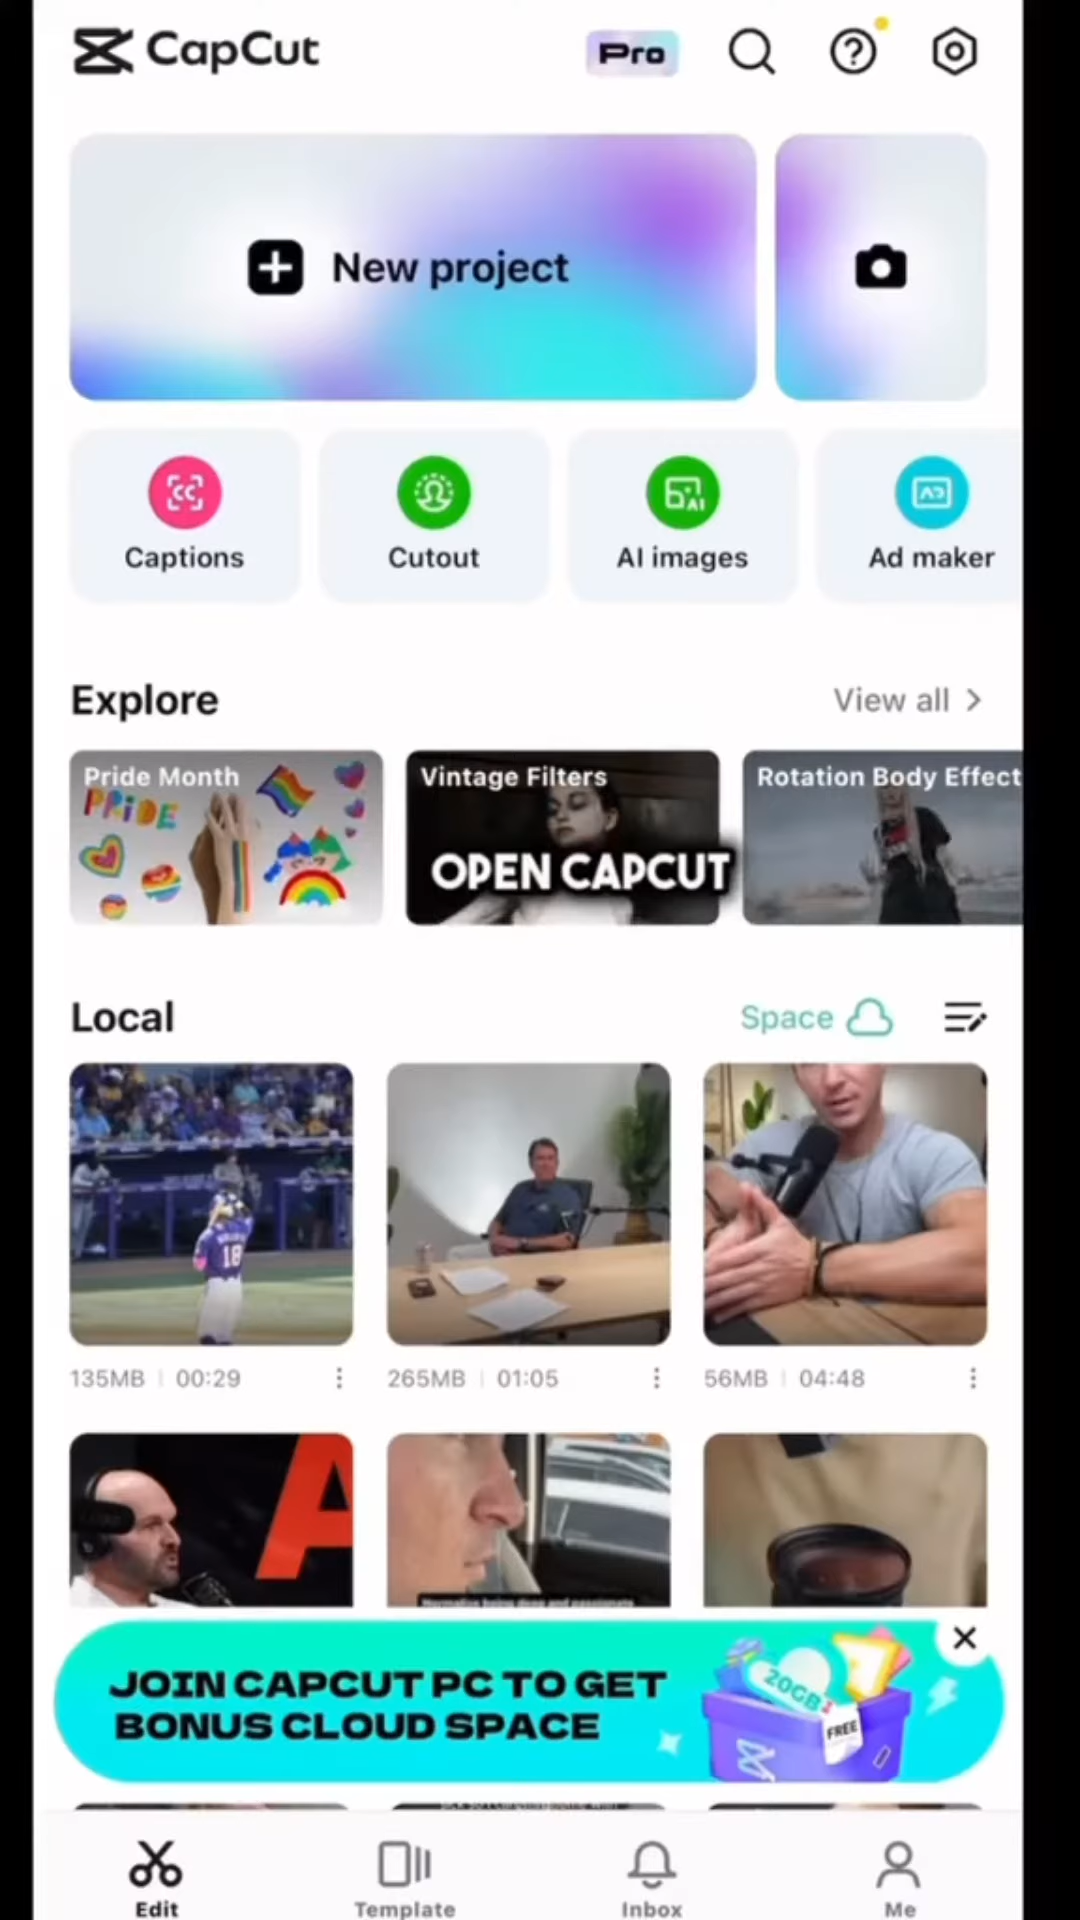 CapCut
Pro
New project
Captions
Cutout
AI images
Ad maker
Explore
View all
Pride Month
PRIDE
Vintage Filters
Rotation Body Effect
OPEN CAPCUT
Local
Space
18
135MB
00:29
265MB
01:05
56MB
04:48
A
JOIN CAPCUT PC TO GET
BONUS CLOUD SPACE
20GB
FREE
Edit
Template
Inbox
Me